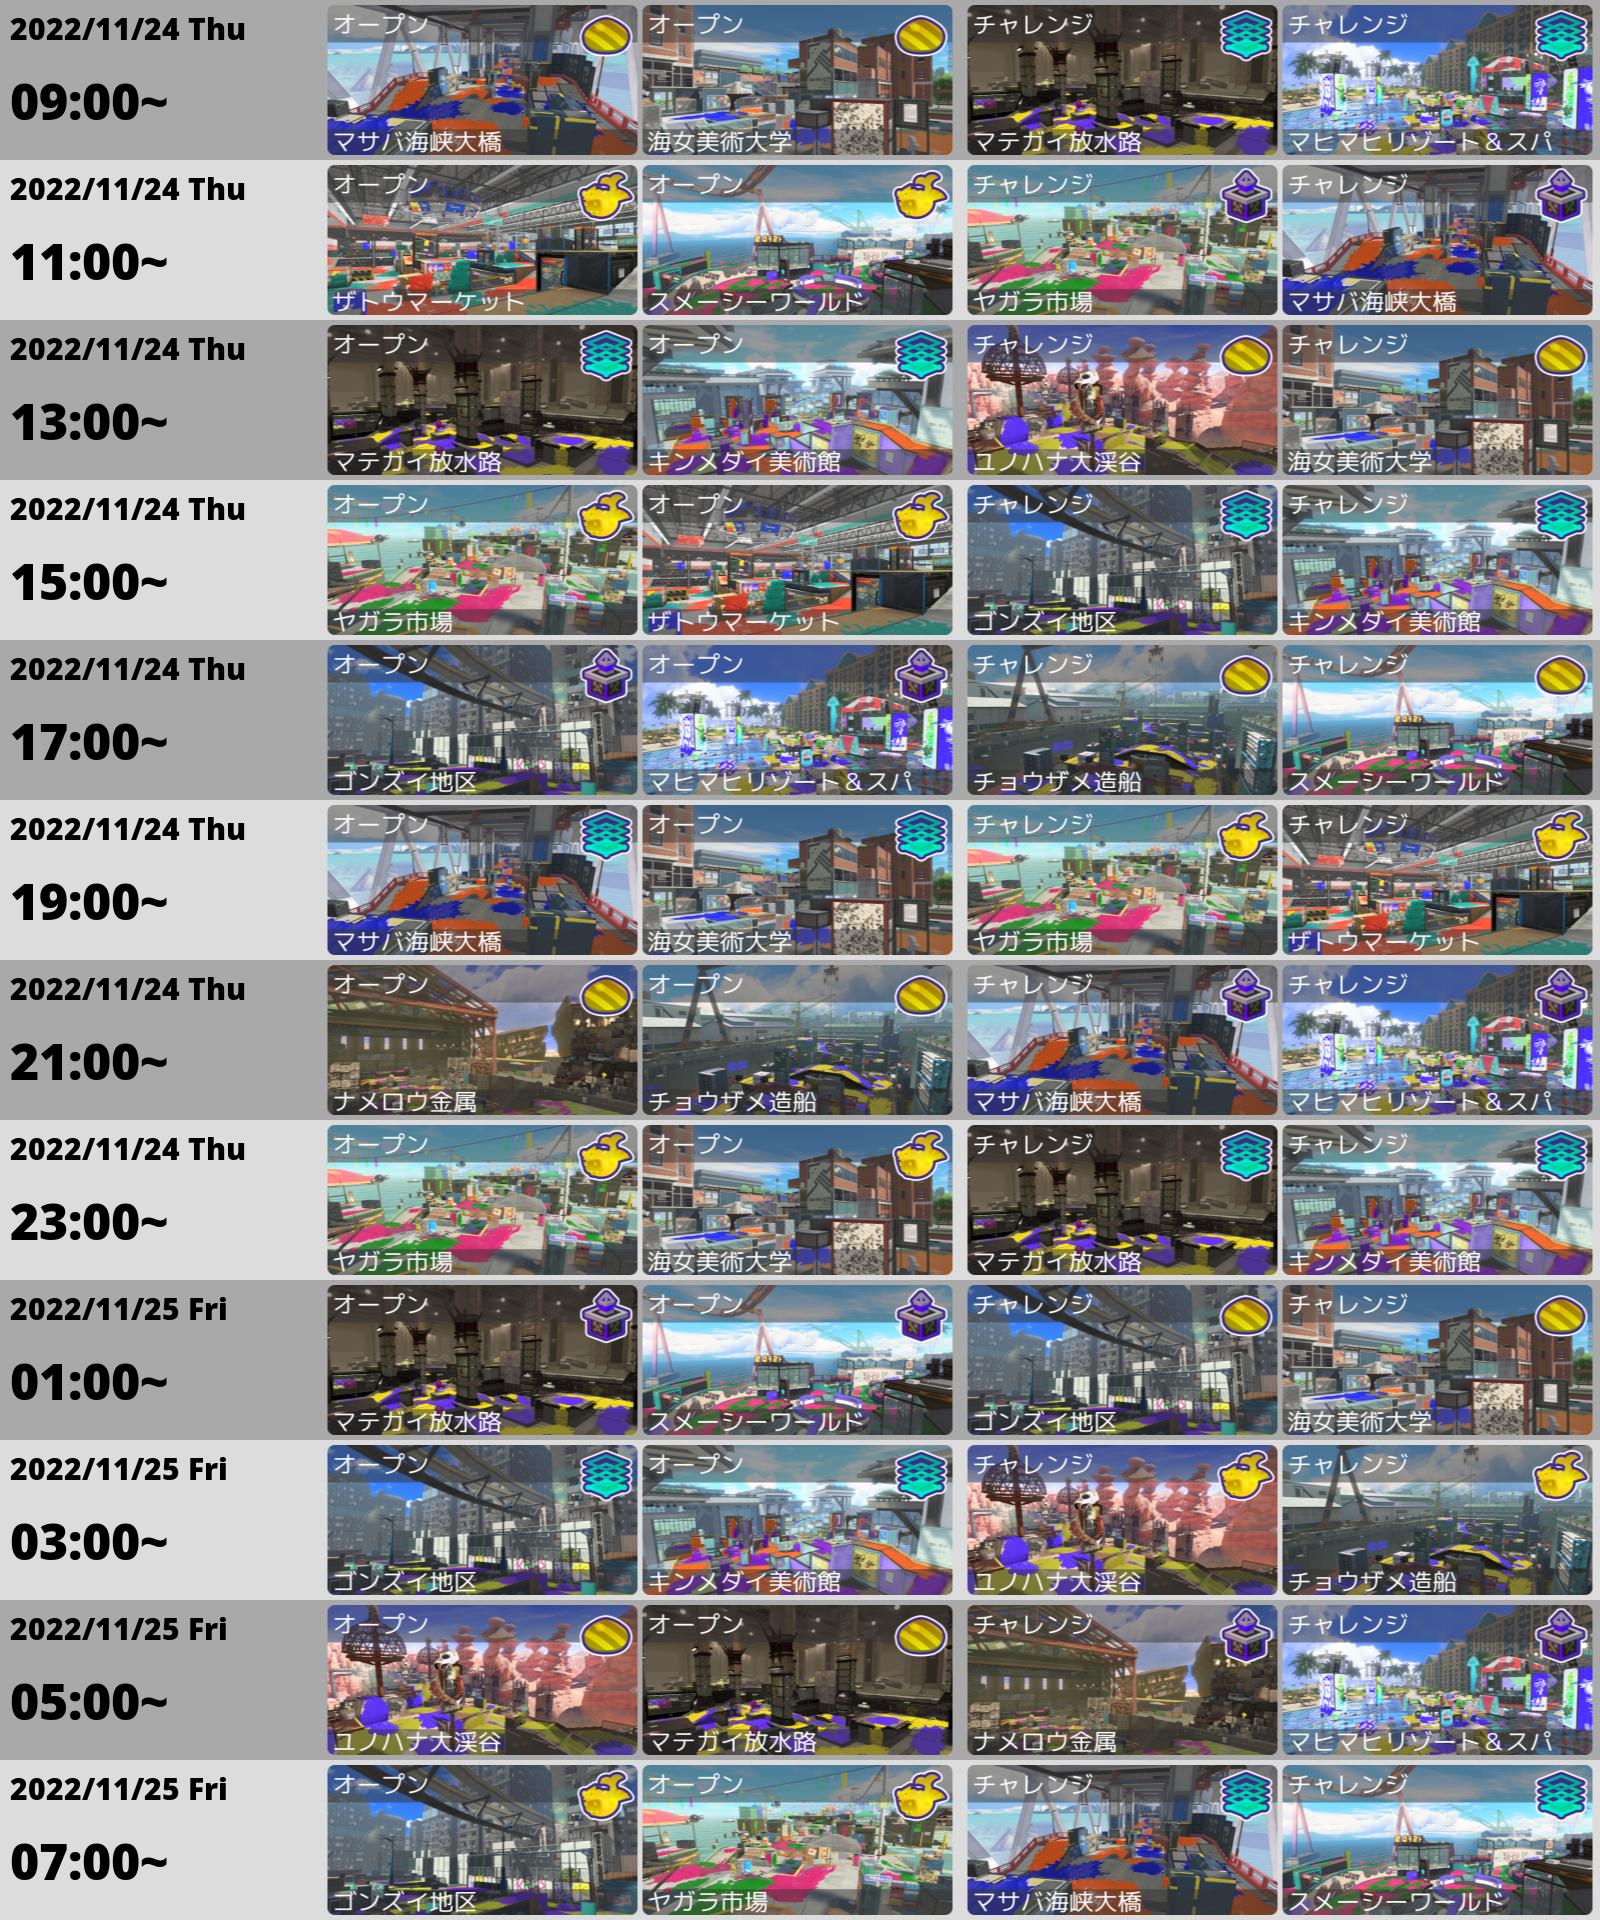 2022/11/24 Thu
09:00~
オープン
マサバ海峡大橋
オープン
海女美術大学
チャレンジ
マテガイ放水路
チャレンジ
マヒマヒリゾート＆スパ
2022/11/24 Thu
11:00~
オープン
ザトウマーケット
オープン
スメーシーワールド
チャレンジ
ヤガラ市場
チャレンジ
マサバ海峡大橋
2022/11/24 Thu
13:00~
オープン
マテガイ放水路
オープン
キンメダイ美術館
チャレンジ
ユノハナ大渓谷
チャレンジ
海女美術大学
2022/11/24 Thu
15:00~
オープン
ヤガラ市場
オープン
ザトウマーケット
チャレンジ
ゴンズイ地区
チャレンジ
キンメダイ美術館
2022/11/24 Thu
17:00~
オープン
ゴンズイ地区
オープン
マヒマヒリゾート＆スパ
チャレンジ
チョウザメ造船
チャレンジ
スメーシーワールド
2022/11/24 Thu
19:00~
オープン
マサバ海峡大橋
オープン
海女美術大学
チャレンジ
ヤガラ市場
チャレンジ
ザトウマーケット
2022/11/24 Thu
21:00~
オープン
ナメロウ金属
オープン
チョウザメ造船
チャレンジ
マサバ海峡大橋
チャレンジ
マヒマヒリゾート＆スパ
2022/11/24 Thu
23:00~
オープン
ヤガラ市場
オープン
海女美術大学
チャレンジ
マテガイ放水路
チャレンジ
キンメダイ美術館
2022/11/25 Fri
01:00~
オープン
マテガイ放水路
オープン
スメーシーワールド
チャレンジ
ゴンズイ地区
チャレンジ
海女美術大学
2022/11/25 Fri
03:00~
オープン
ゴンズイ地区
オープン
キンメダイ美術館
チャレンジ
ユノハナ大渓谷
チャレンジ
チョウザメ造船
2022/11/25 Fri
05:00~
オープン
ユノハナ大渓谷
オープン
マテガイ放水路
チャレンジ
ナメロウ金属
チャレンジ
マヒマヒリゾート＆スパ
2022/11/25 Fri
07:00~
オープン
ゴンズイ地区
オープン
ヤガラ市場
チャレンジ
マサバ海峡大橋
チャレンジ
スメーシーワールド